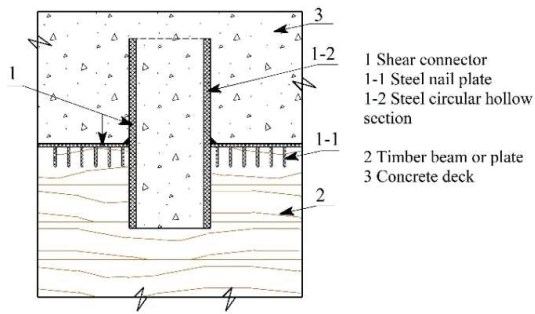 3
1-2
1
1-1
2
1 Shear connector
1-1 Steel nail plate
1-2 Steel circular hollow
section
2 Timber beam or plate
3 Concrete deck